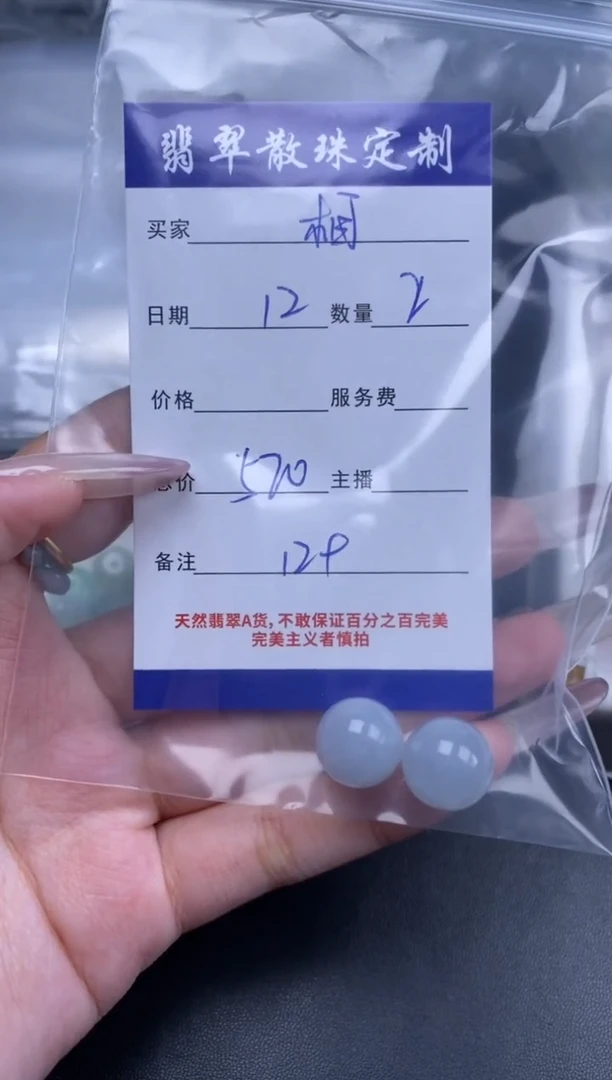 翡翠散珠定制
买家
日期 12 数量 2
价格 服务费
总价 570 主播
备注 12
天然翡翠A货,不敢保证百分之百完美
完美主义者慎拍